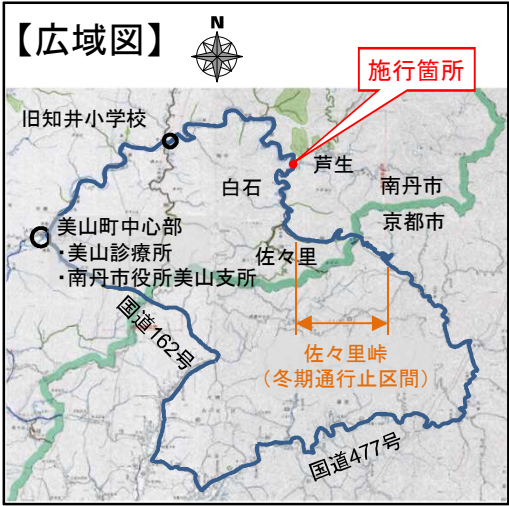 【広域図】
N
施行箇所
旧知井小学校
芦生
白石
南丹市
京都市
美山町中心部
・美山診療所
・南丹市役所美山支所
佐々里
国道162号
佐々里峠
（冬期通行止区間）
国道477号